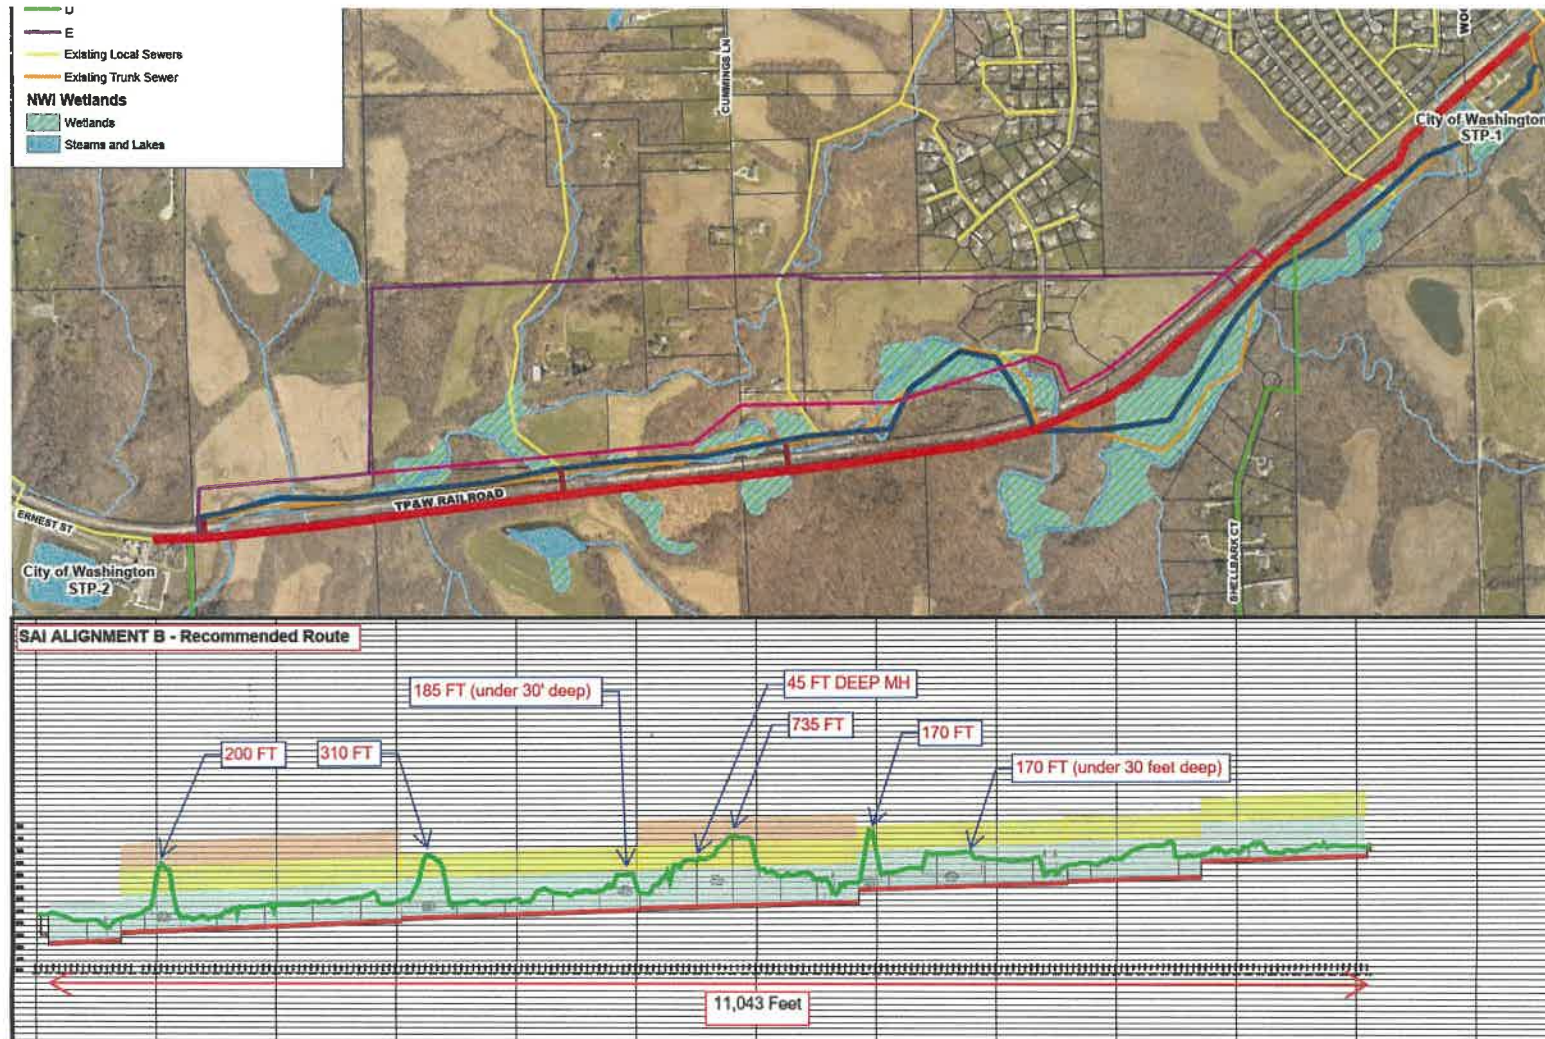 E
Existing Local Sewers
Existing Trunk Sewer
NWI Wetlands
Wetlands
Steams and Lakes
CUMMINGS LN
WOO
City of Washington
STP-1
TP&W RAILROAD
ERNEST ST
City of Washington
STP-2
SHELLBARK CT
SAI ALIGNMENT B - Recommended Route
185 FT (under 30' deep)
45 FT DEEP MH
735 FT
200 FT
310 FT
170 FT
170 FT (under 30 feet deep)
11,043 Feet